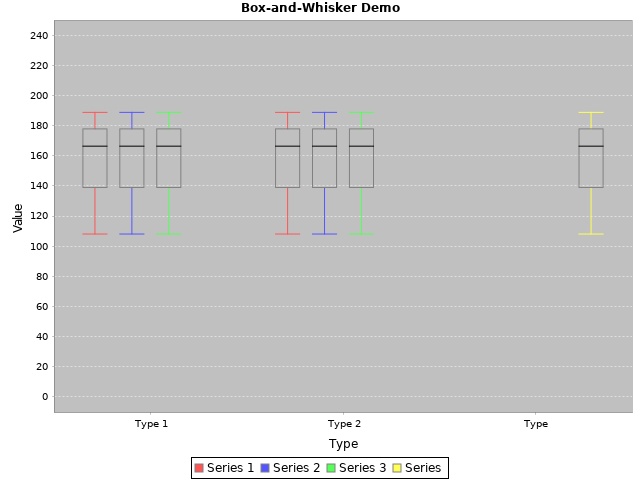 Box-and-Whisker Demo
240
220
200
180
160
140
120
100
80
60
40
20
0
Value
Type 1 Type 2 Type
Type
Series 1 Series 2 Series 3 Series